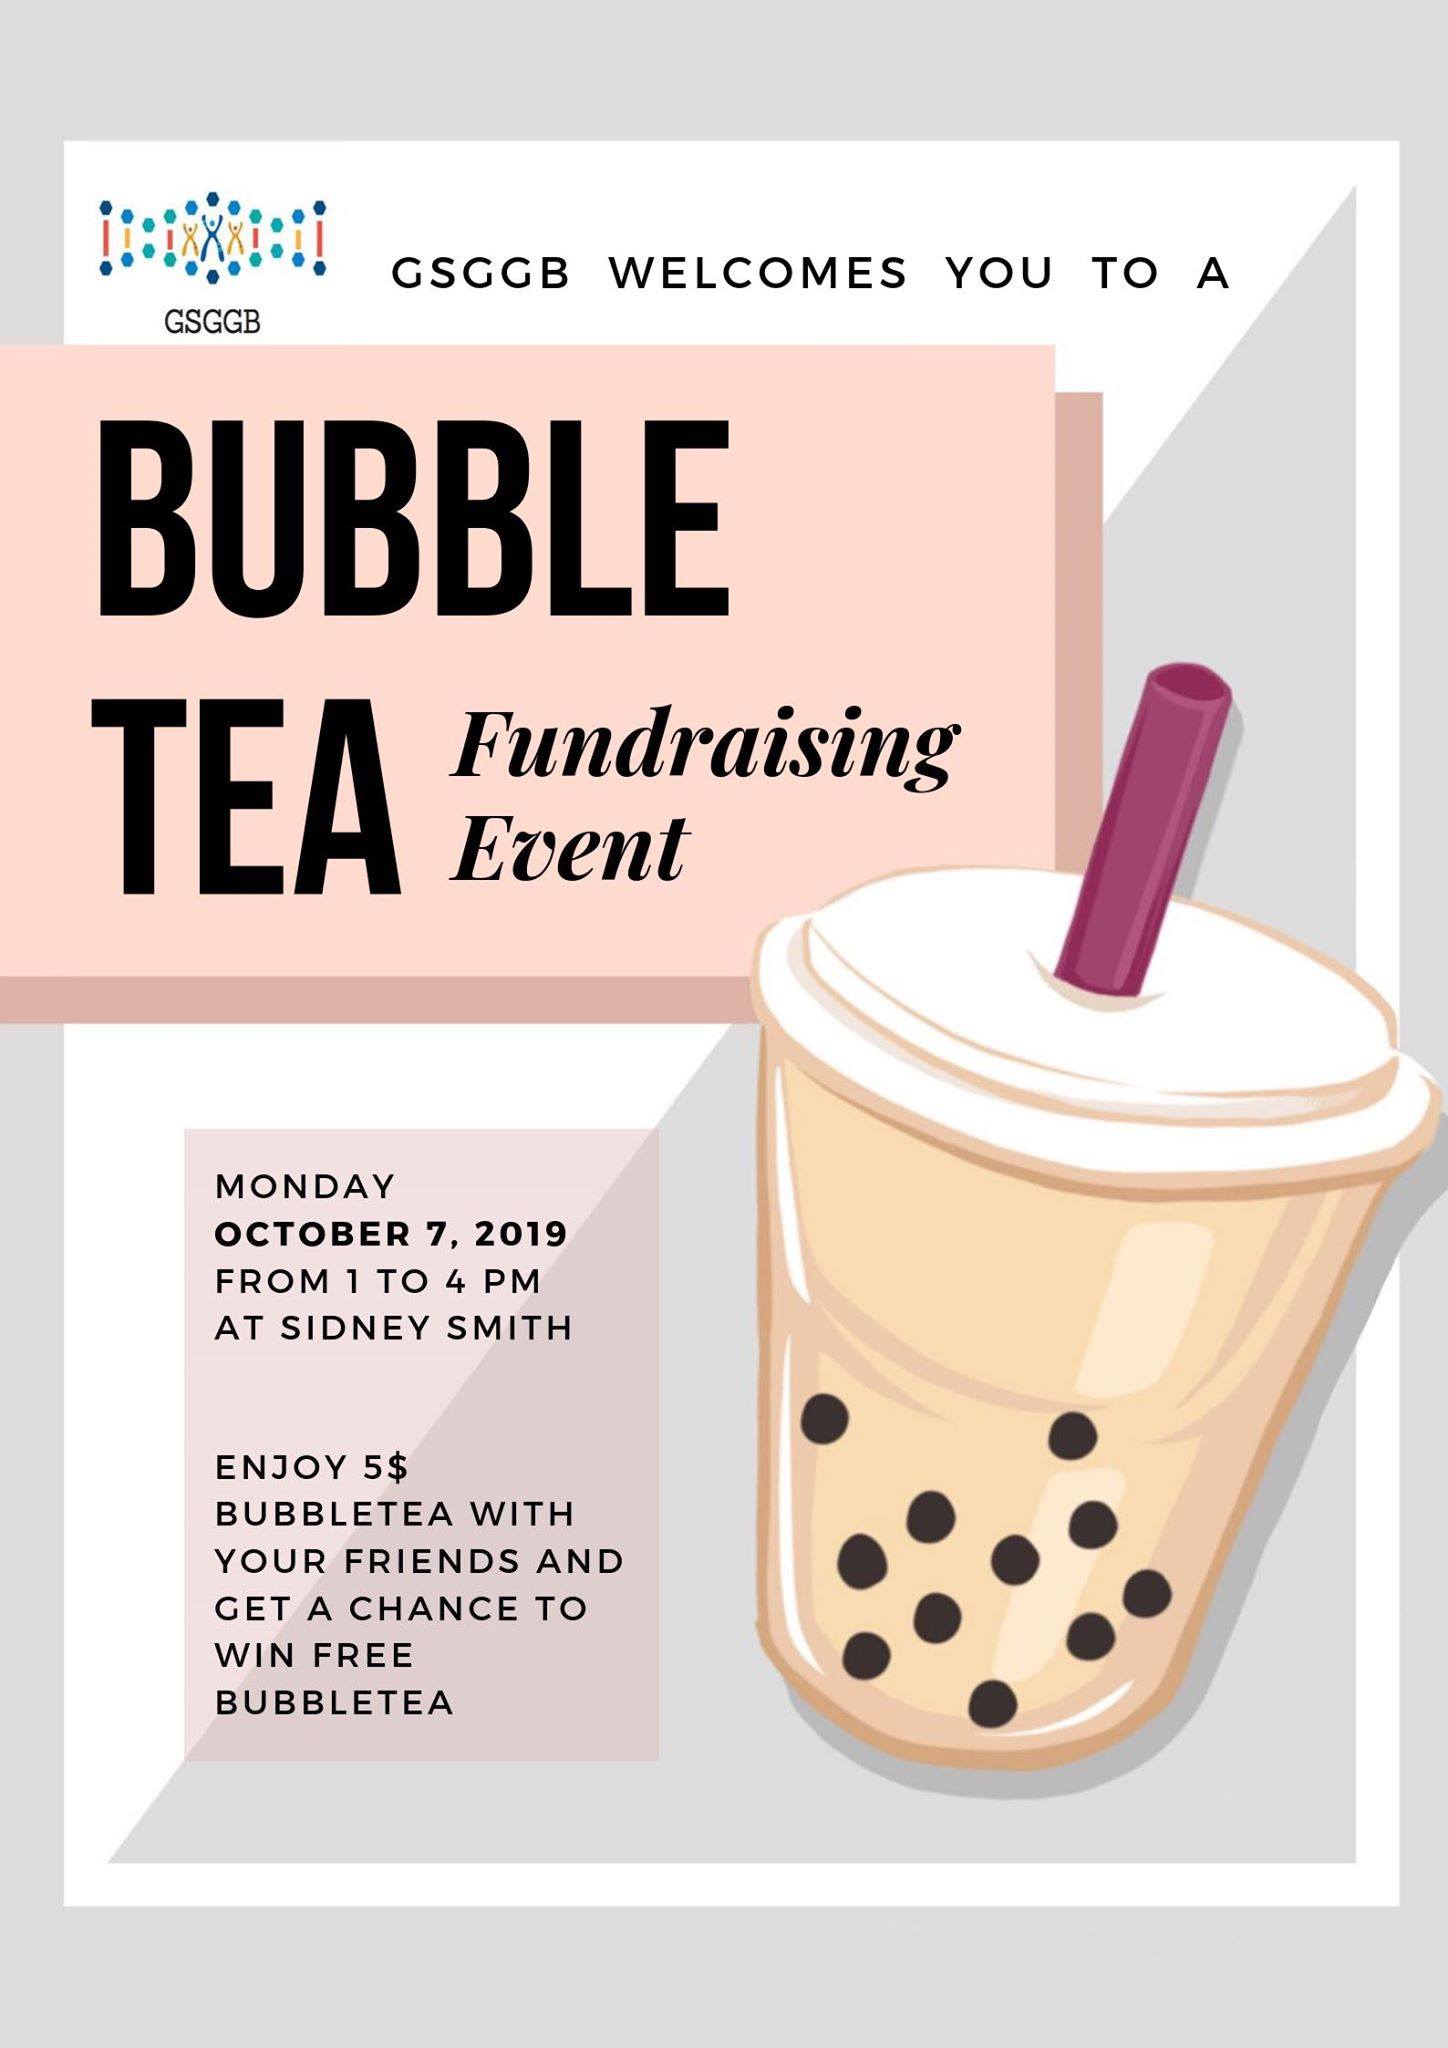 GSGGB
GSGGB WELCOMES YOU TO A
BUBBLE
TEA
Fundraising
Event
MONDAY
OCTOBER 7, 2019
FROM 1 TO 4 PM
AT SIDNEY SMITH
ENJOY 5$
BUBBLETEA WITH
YOUR FRIENDS AND
GET A CHANCE TO
WIN FREE
BUBBLETEA